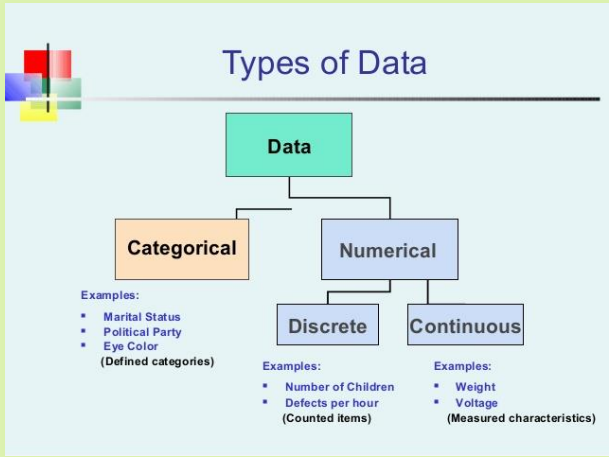 Types of Data
Data
Categorical
Numerical
Examples:
Marital Status
Political Party
Eye Color
(Defined categories)
Discrete
Continuous
Examples:
Number of Children
Defects per hour
(Counted items)
Examples:
Weight
Voltage
(Measured characteristics)